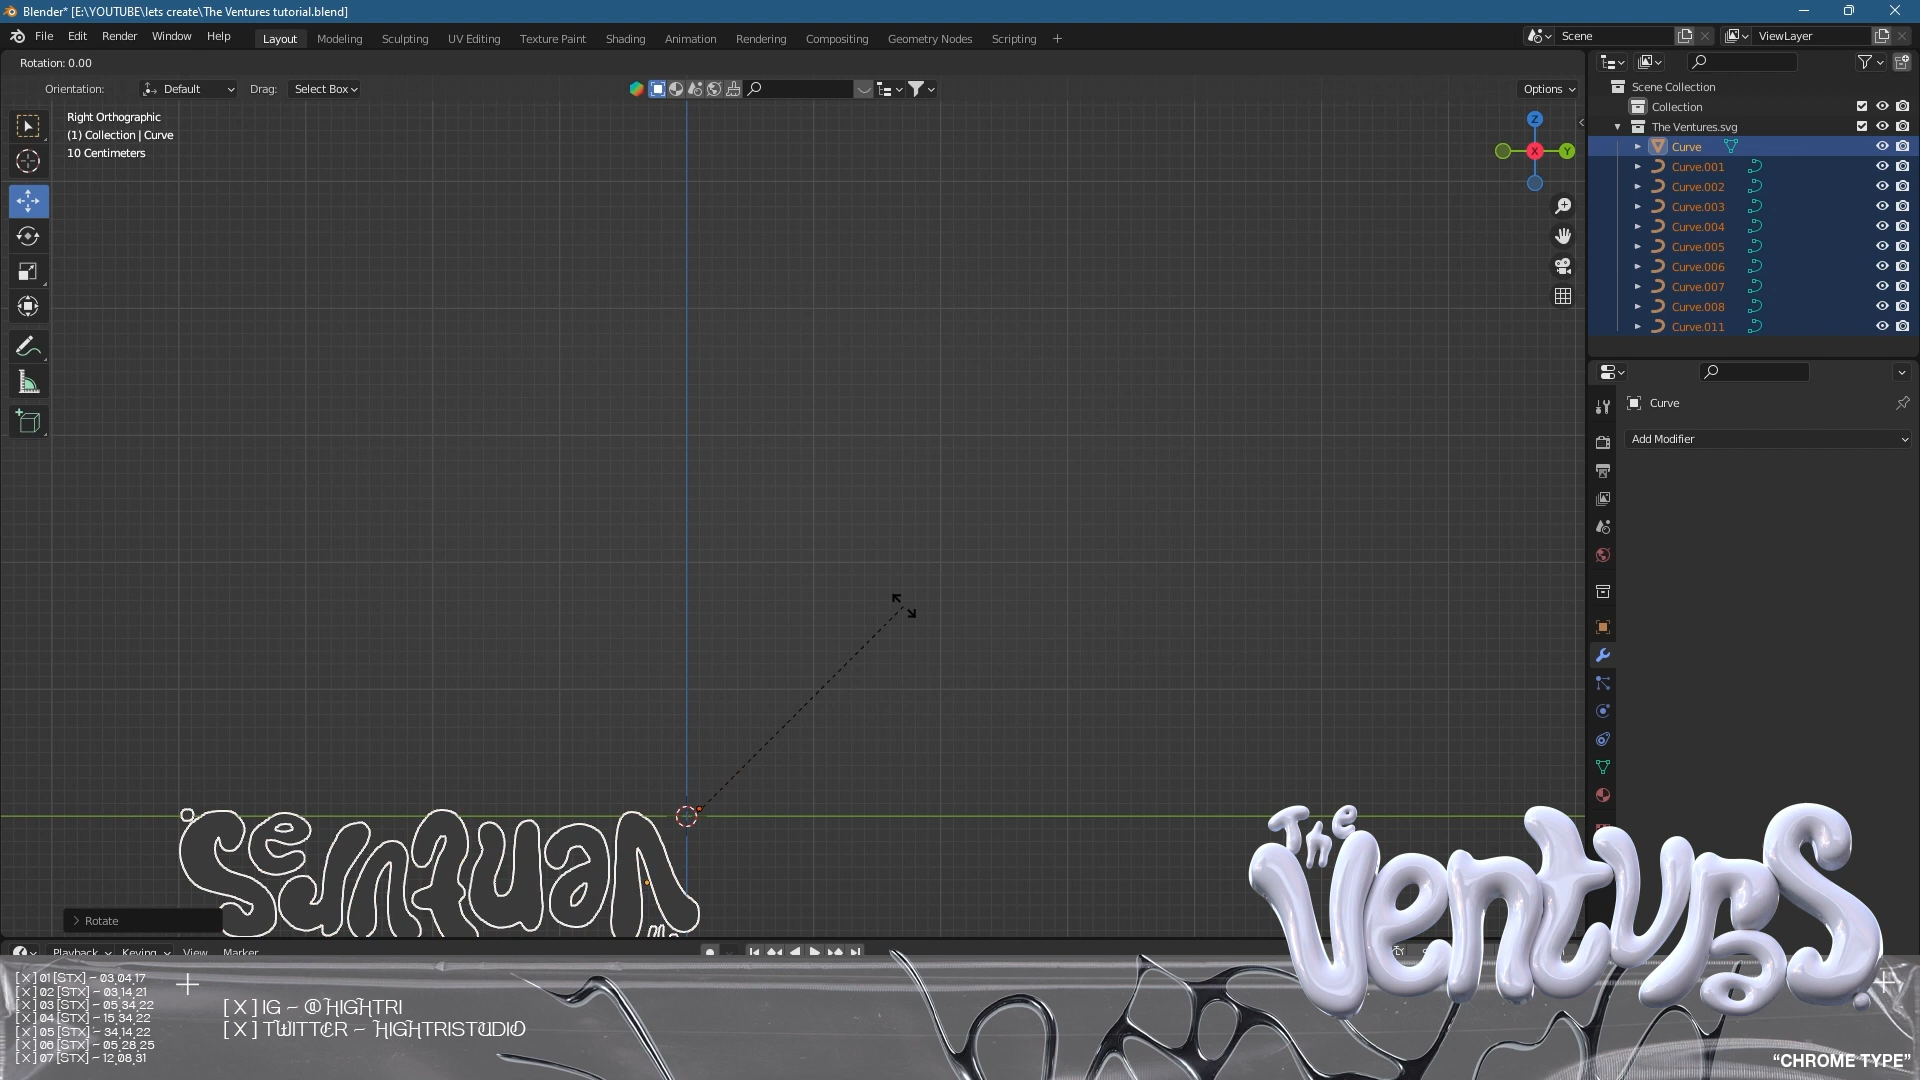 Blender* [E:\YOUTUBE\lets create\The Ventures tutorial.blend]
File Edit Render Window Help Layout Modeling Sculpting UV Editing Texture Paint Shading Animation Rendering Compositing Geometry Nodes Scripting + Scene ViewLayer
Rotation: 0.00
Orientation: Default Drag: Select Box Options
Right Orthographic
(1) Collection | Curve
10 Centimeters
Z
X
Y
Scene Collection
Collection
The Ventures.svg
Curve
Curve.001
Curve.002
Curve.003
Curve.004
Curve.005
Curve.006
Curve.007
Curve.008
Curve.011
Curve
Add Modifier
Rotate
Playback Keying View Marker
The
Ventures
[X] 01 [STX] – 03,04,17
[X] 02 [STX] – 03,14,21
[X] 03 [STX] – 05,34,22
[X] 04 [STX] – 15,34,22
[X] 05 [STX] – 34,14,22
[X] 06 [STX] – 05,28,25
[X] 07 [STX] – 12,08,31
[X] IG – @HIGHTRI
[X] TWITTER – HIGHTRISTUDIO
“CHROME TYPE”